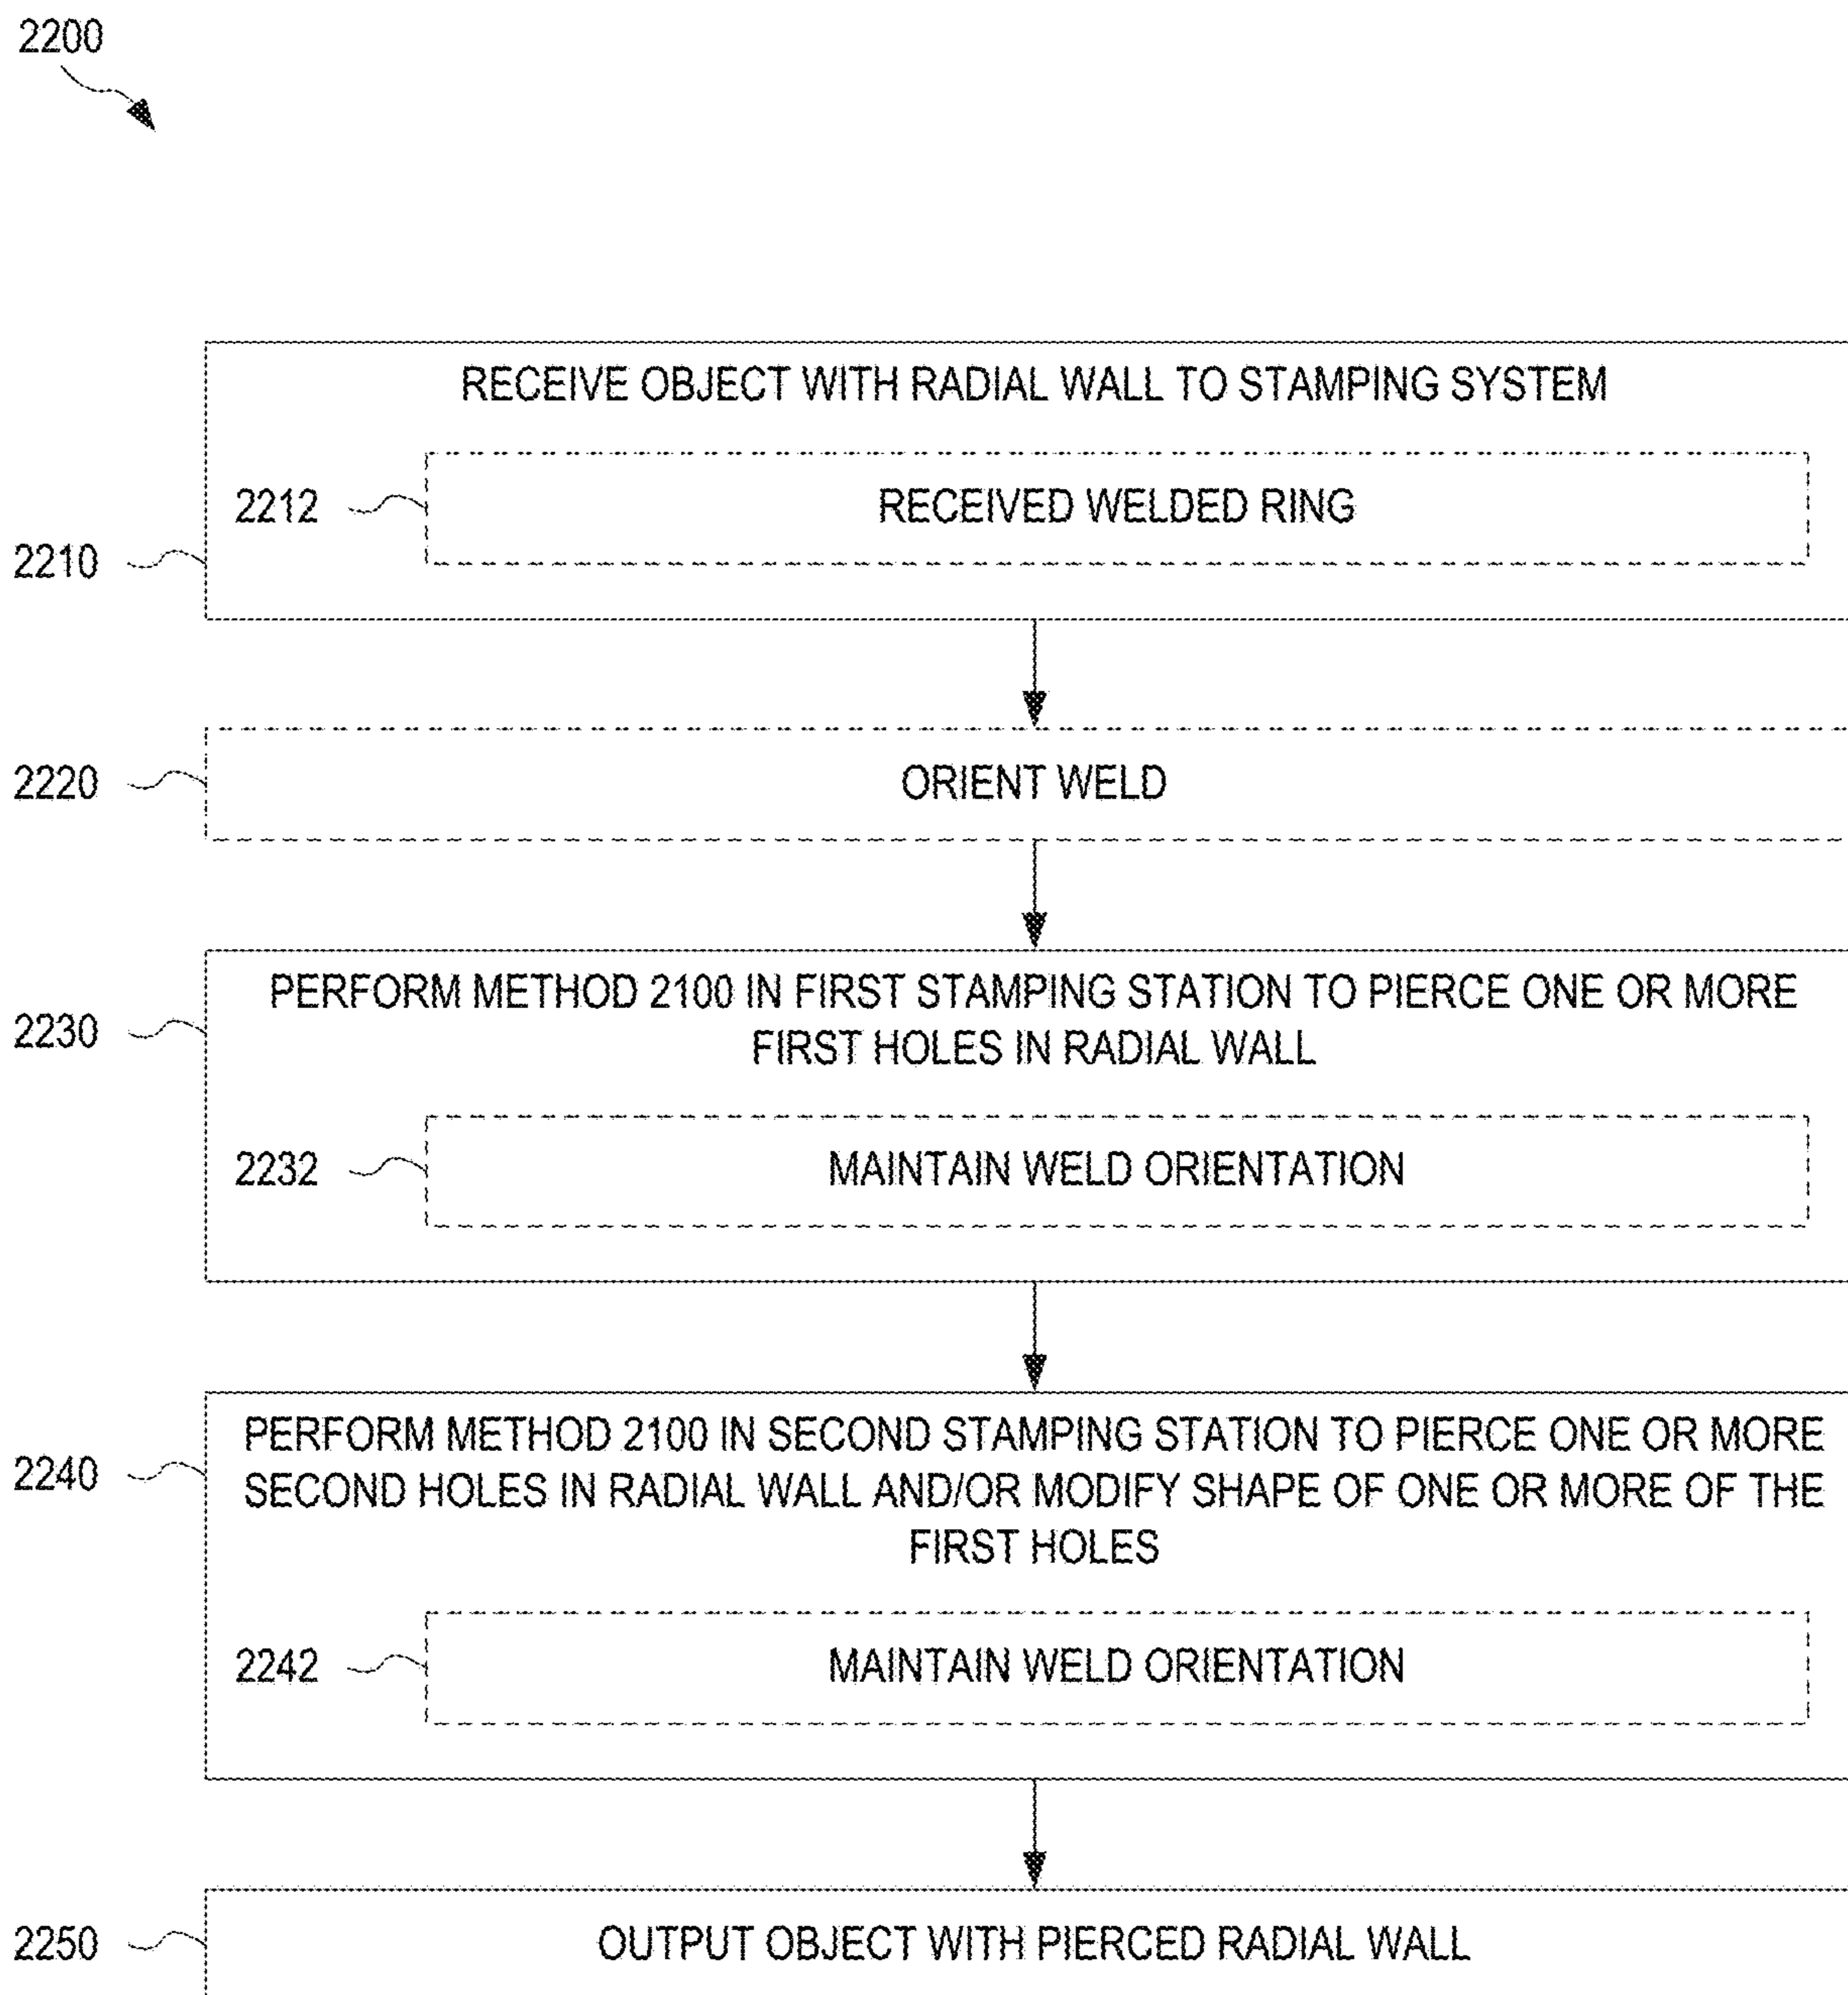 2200
RECEIVE OBJECT WITH RADIAL WALL TO STAMPING SYSTEM
2212
RECEIVED WELDED RING
2210
2220
ORIENT WELD
PERFORM METHOD 2100 IN FIRST STAMPING STATION TO PIERCE ONE OR MORE
2230
FIRST HOLES IN RADIAL WALL
2232
MAINTAIN WELD ORIENTATION
PERFORM METHOD 2100 IN SECOND STAMPING STATION TO PIERCE ONE OR MORE
2240
SECOND HOLES IN RADIAL WALL AND/OR MODIFY SHAPE OF ONE OR MORE OF THE
FIRST HOLES
2242
MAINTAIN WELD ORIENTATION
2250
OUTPUT OBJECT WITH PIERCED RADIAL WALL